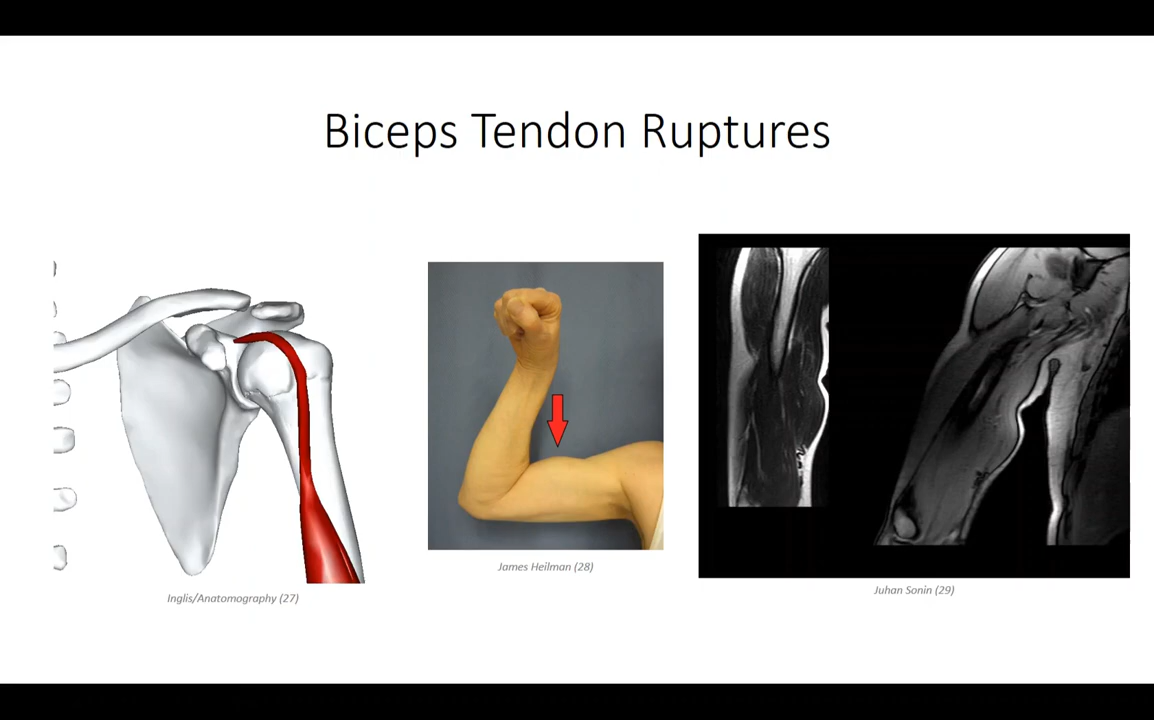 Biceps Tendon Ruptures
Inglis/Anatomography (27)
James Heilman (28)
Juhan Sonin (29)